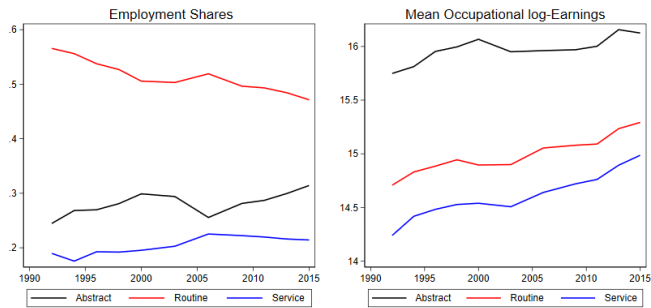 Employment Shares
.6
.5
.4
.3
.2
1990 1995 2000 2005 2010 2015
Abstract Routine Service
Mean Occupational log-Earnings
16
15.5
15
14.5
14
1990 1995 2000 2005 2010 2015
Abstract Routine Service